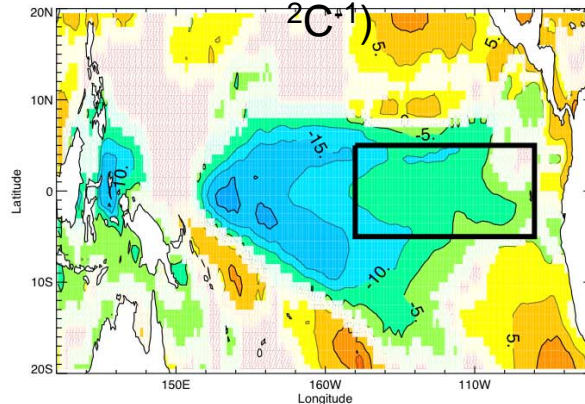 ²C⁻¹)
20N
5.
5.
10N
-5.
-15.
-10.
Latitude
0
10S
-10.
-5.
5.
20S
150E 160W 110W
Longitude